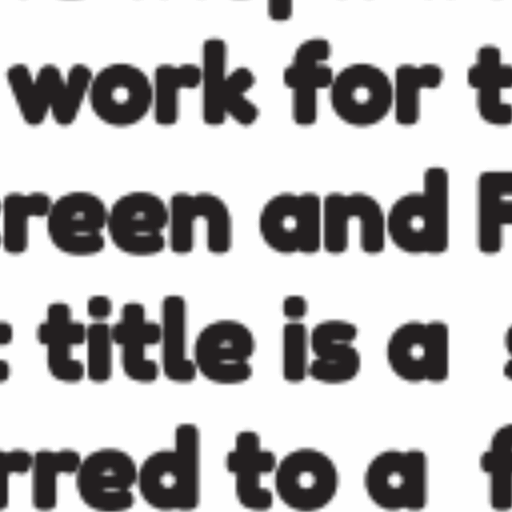 work for t
reen and F
title is a s
rred to a f